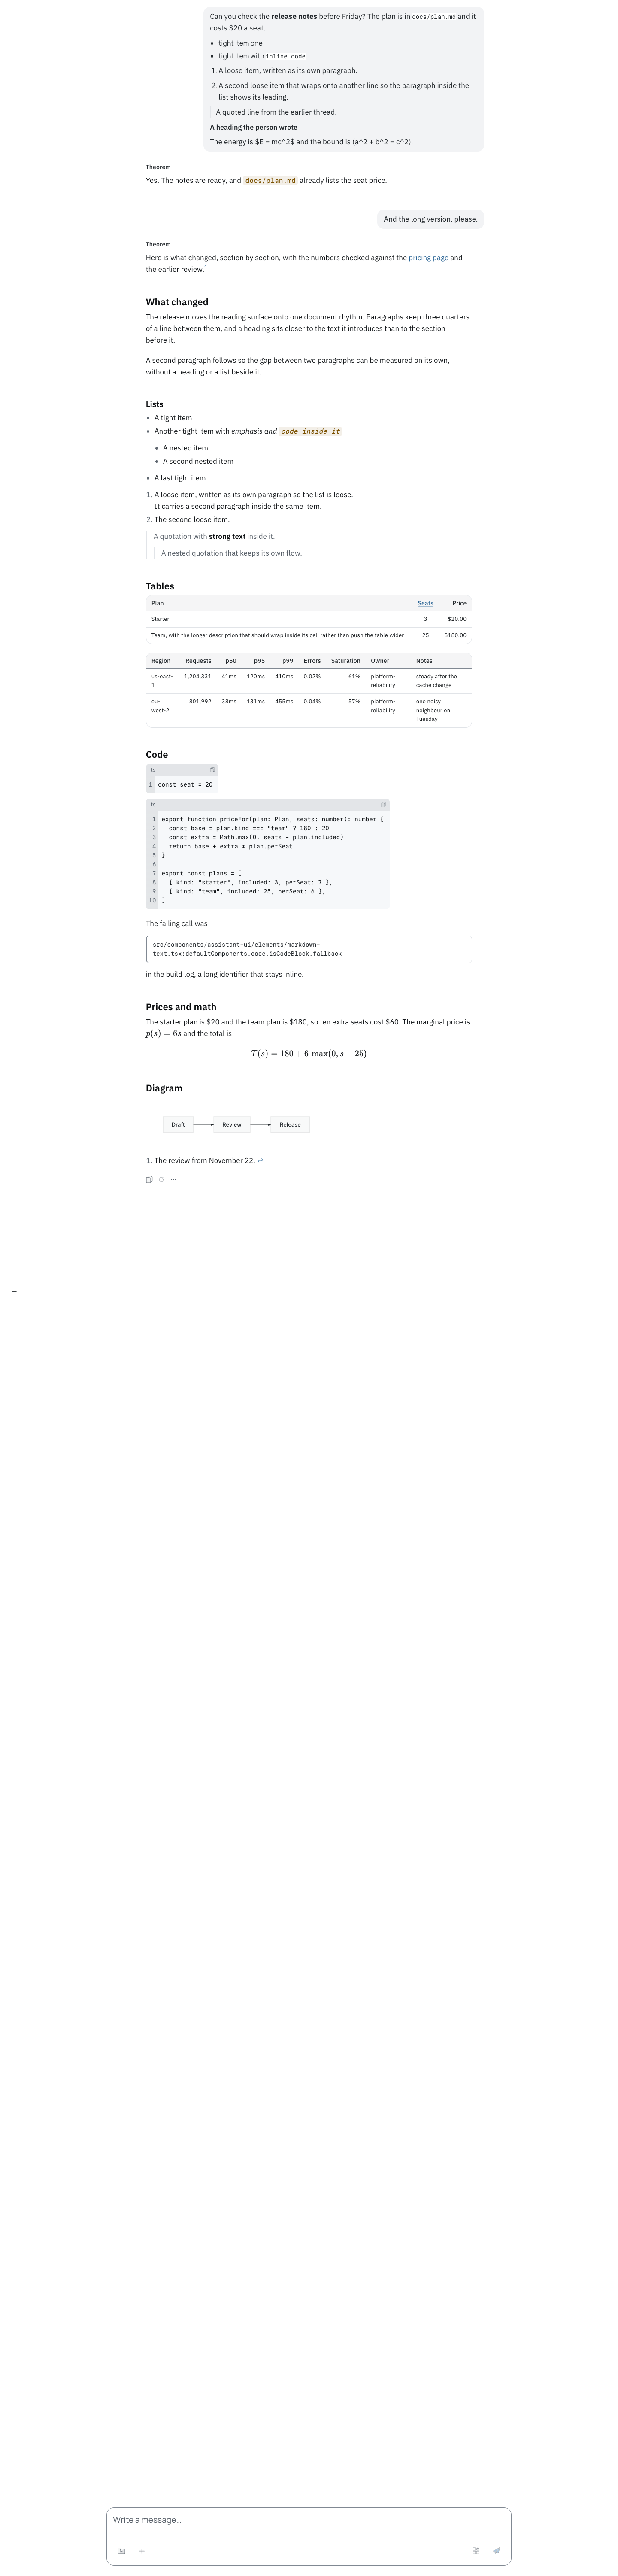 Can you check the release notes before Friday? The plan is in docs/plan.md and it
costs $20 a seat.
• tight item one
• tight item with inline code
1. A loose item, written as its own paragraph.
2. A second loose item that wraps onto another line so the paragraph inside the
list shows its leading.
A quoted line from the earlier thread.
A heading the person wrote
The energy is $E = mc^2$ and the bound is (a^2 + b^2 = c^2).
Theorem
Yes. The notes are ready, and docs/plan.md already lists the seat price.
And the long version, please.
Theorem
Here is what changed, section by section, with the numbers checked against the pricing page and
the earlier review.1
What changed
The release moves the reading surface onto one document rhythm. Paragraphs keep three quarters
of a line between them, and a heading sits closer to the text it introduces than to the section
before it.
A second paragraph follows so the gap between two paragraphs can be measured on its own,
without a heading or a list beside it.
Lists
• A tight item
• Another tight item with emphasis and code inside it
• A nested item
• A second nested item
• A last tight item
1. A loose item, written as its own paragraph so the list is loose.
It carries a second paragraph inside the same item.
2. The second loose item.
A quotation with strong text inside it.
A nested quotation that keeps its own flow.
Tables
Plan Seats Price
Starter 3 $20.00
Team, with the longer description that should wrap inside its cell rather than push the table wider 25 $180.00
Region Requests p50 p95 p99 Errors Saturation Owner Notes
us-east- 1,204,331 41ms 120ms 410ms 0.02% 61% platform- steady after the
1 reliability cache change
eu- 801,992 38ms 131ms 455ms 0.04% 57% platform- one noisy
west-2 reliability neighbour on
Tuesday
Code
ts
1 const seat = 20
ts
1 export function priceFor(plan: Plan, seats: number): number {
2 const base = plan.kind === "team" ? 180 : 20
3 const extra = Math.max(0, seats - plan.included)
4 return base + extra * plan.perSeat
5 }
6
7 export const plans = [
8 { kind: "starter", included: 3, perSeat: 7 },
9 { kind: "team", included: 25, perSeat: 6 },
10 ]
The failing call was
src/components/assistant-ui/elements/markdown-
text.tsx:defaultComponents.code.isCodeBlock.fallback
in the build log, a long identifier that stays inline.
Prices and math
The starter plan is $20 and the team plan is $180, so ten extra seats cost $60. The marginal price is
p(s) = 6s and the total is
T(s) = 180 + 6 max(0, s − 25)
Diagram
Draft Review Release
1. The review from November 22. ↩
Write a message...